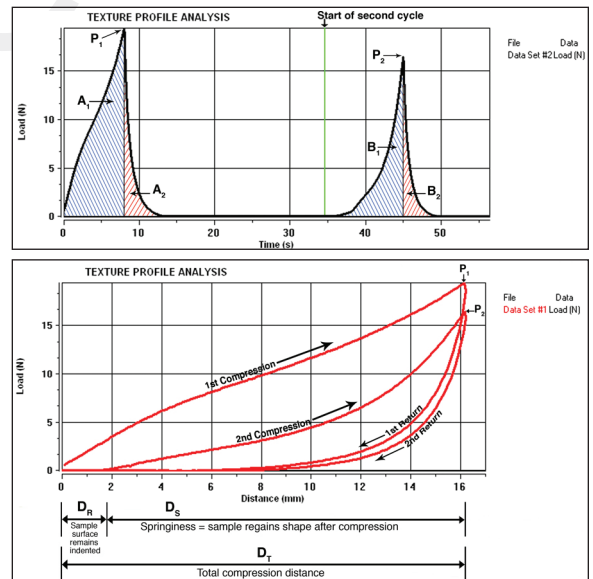 TEXTURE PROFILE ANALYSIS
Start of second cycle
File Data
Data Set #2 Load (N)
P1
P2
A1
A2
B1
B2
Load (N)
15
10
5
0
0 10 20 30 40 50
Time (s)
TEXTURE PROFILE ANALYSIS
P1
File Data
Data Set #1 Load (N)
P2
Load (N)
15
10
5
0
1st Compression
2nd Compression
1st Return
2nd Return
0 2 4 6 8 10 12 14 16
Distance (mm)
DR
DS
Sample surface remains indented
Springiness = sample regains shape after compression
DT
Total compression distance